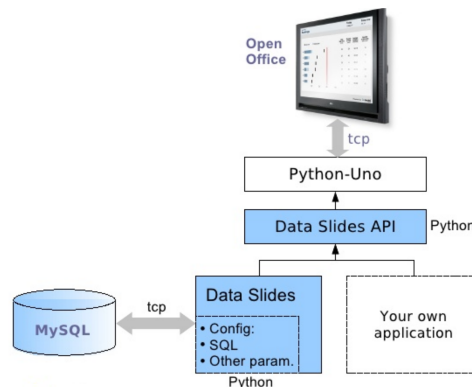 Open
Office
tcp
Python-Uno
Data Slides API
Python
tcp
MySQL
Data Slides
• Config:
• SQL
• Other param.
Python
Your own
application